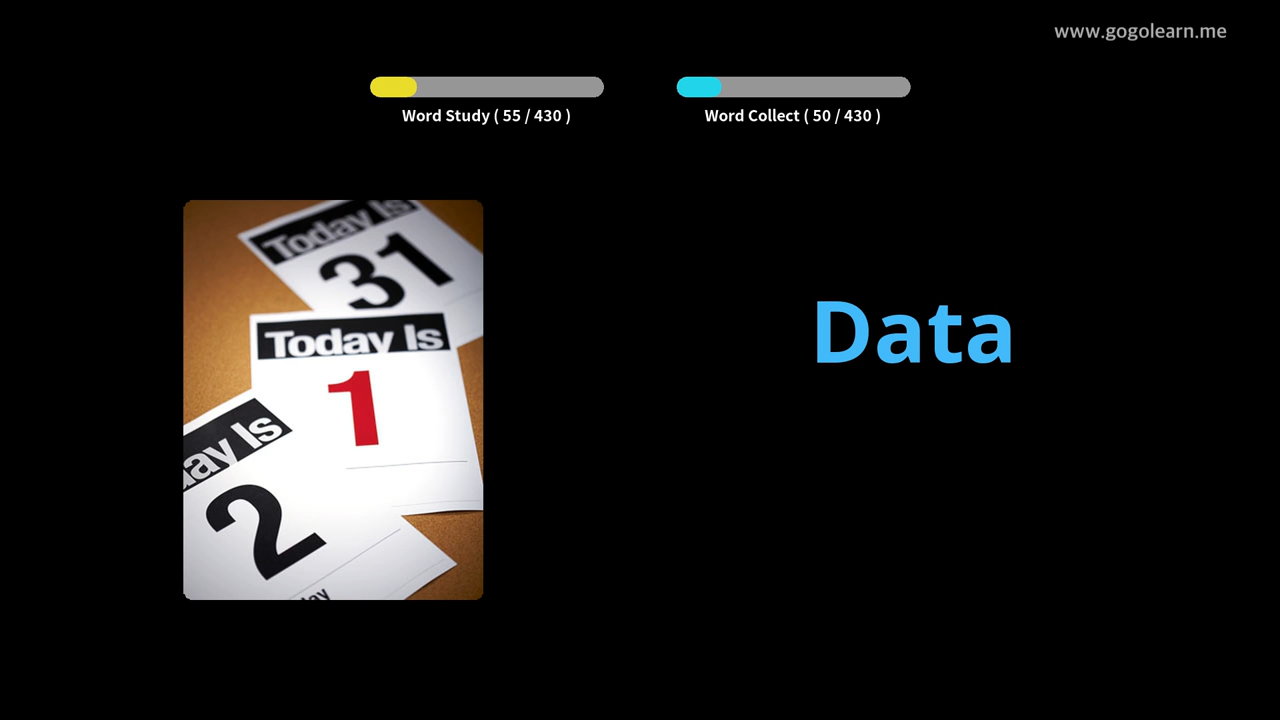 www.gogolearn.me
Word Study ( 55 / 430 )
Word Collect ( 50 / 430 )
Today Is
31
Today Is
1
ay Is
2
ay
Data